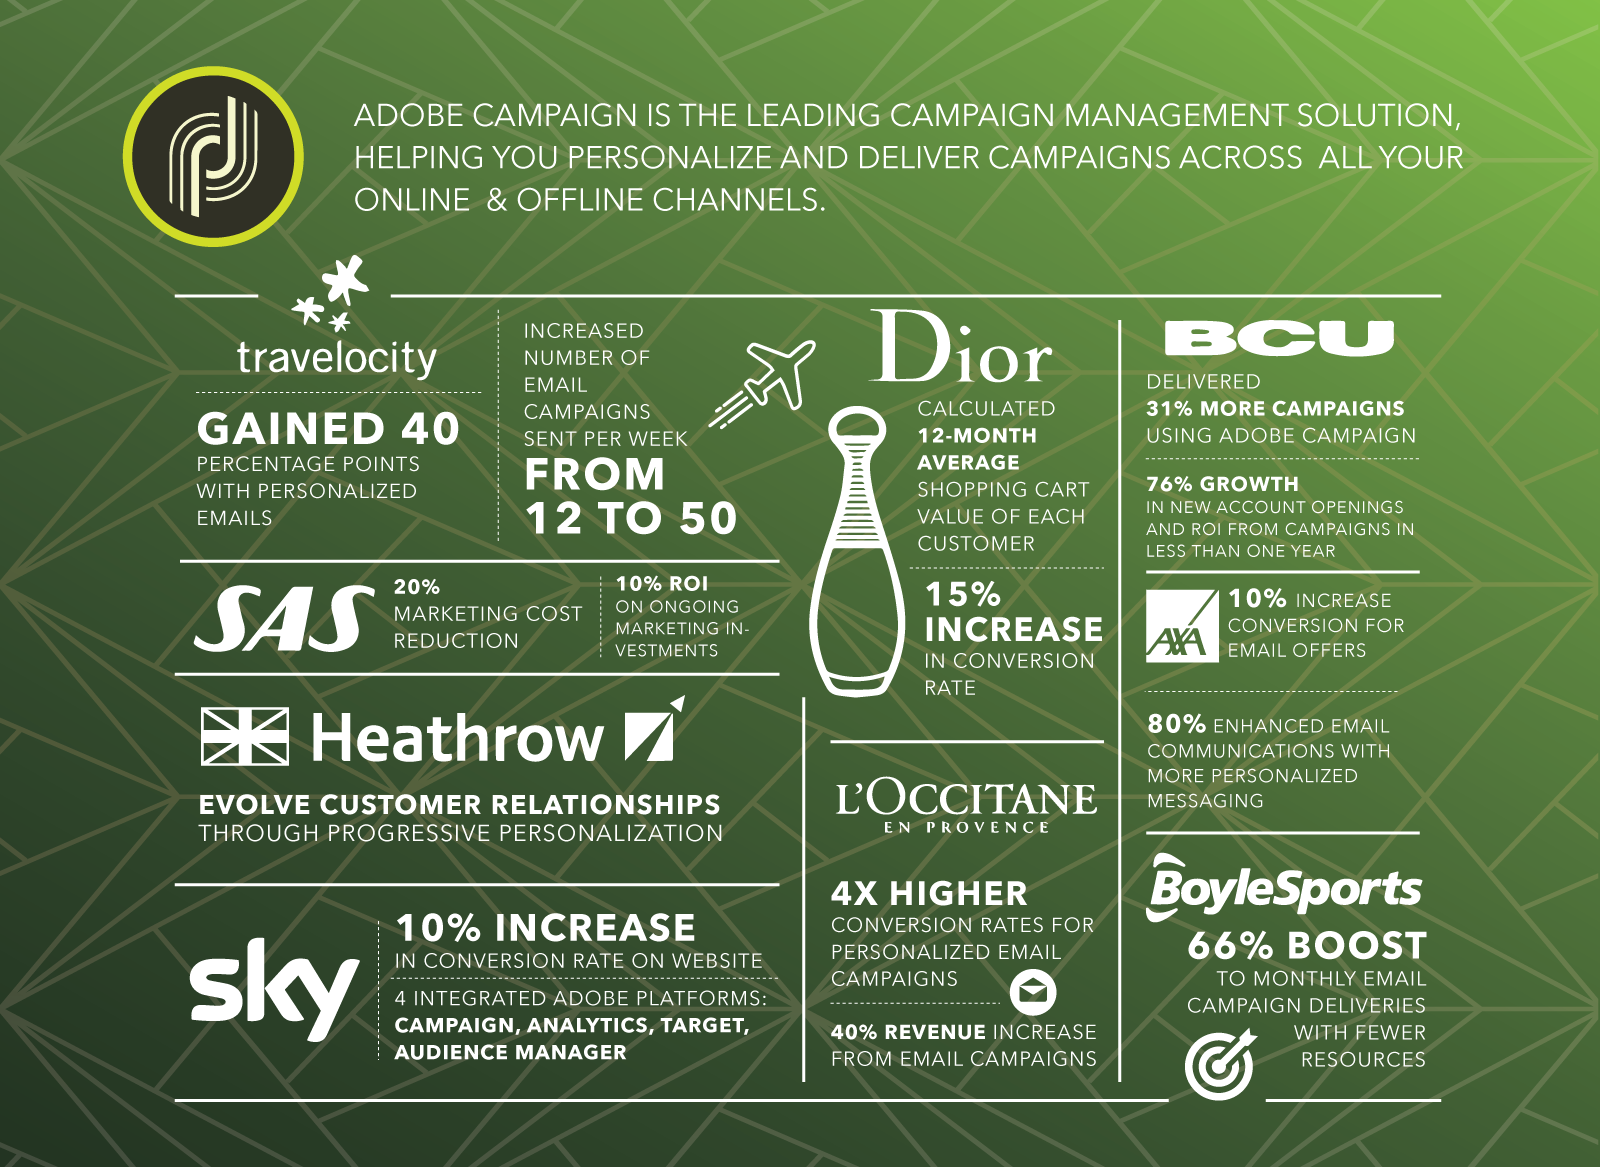 ADOBE CAMPAIGN IS THE LEADING CAMPAIGN MANAGEMENT SOLUTION,
HELPING YOU PERSONALIZE AND DELIVER CAMPAIGNS ACROSS ALL YOUR
ONLINE & OFFLINE CHANNELS.
travelocity
GAINED 40
PERCENTAGE POINTS
WITH PERSONALIZED
EMAILS
INCREASED
NUMBER OF
EMAIL
CAMPAIGNS
SENT PER WEEK
FROM
12 TO 50
SAS
20%
MARKETING COST
REDUCTION
10% ROI
ON ONGOING
MARKETING IN-
VESTMENTS
Heathrow
EVOLVE CUSTOMER RELATIONSHIPS
THROUGH PROGRESSIVE PERSONALIZATION
sky
10% INCREASE
IN CONVERSION RATE ON WEBSITE
4 INTEGRATED ADOBE PLATFORMS:
CAMPAIGN, ANALYTICS, TARGET,
AUDIENCE MANAGER
Dior
CALCULATED
12-MONTH
AVERAGE
SHOPPING CART
VALUE OF EACH
CUSTOMER
15%
INCREASE
IN CONVERSION
RATE
L'OCCITANE
EN PROVENCE
4X HIGHER
CONVERSION RATES FOR
PERSONALIZED EMAIL
CAMPAIGNS
40% REVENUE INCREASE
FROM EMAIL CAMPAIGNS
BCU
DELIVERED
31% MORE CAMPAIGNS
USING ADOBE CAMPAIGN
76% GROWTH
IN NEW ACCOUNT OPENINGS
AND ROI FROM CAMPAIGNS IN
LESS THAN ONE YEAR
AXA
10% INCREASE
CONVERSION FOR
EMAIL OFFERS
80% ENHANCED EMAIL
COMMUNICATIONS WITH
MORE PERSONALIZED
MESSAGING
BoyleSports
66% BOOST
TO MONTHLY EMAIL
CAMPAIGN DELIVERIES
WITH FEWER
RESOURCES